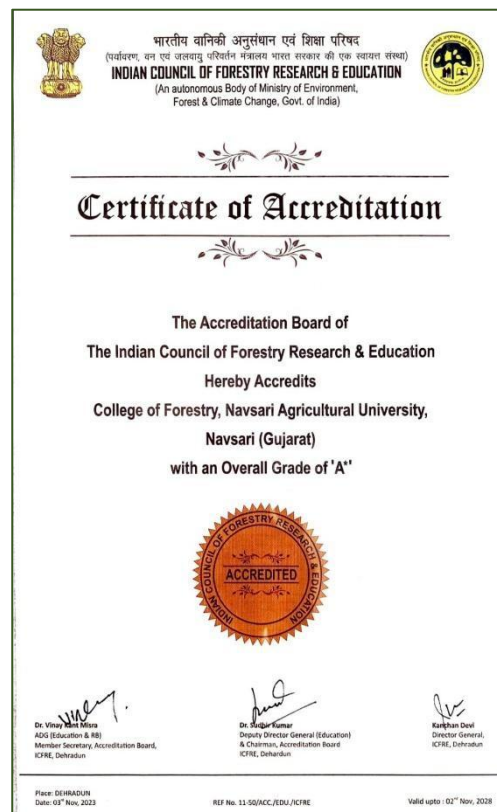 भारतीय वानिकी अनुसंधान एवं शिक्षा परिषद
(पर्यावरण, वन एवं जलवायु परिवर्तन मंत्रालय भारत सरकार की एक स्वायत्त संस्था)
INDIAN COUNCIL OF FORESTRY RESEARCH & EDUCATION
(An autonomous Body of Ministry of Environment,
Forest & Climate Change, Govt. of India)
Certificate of Accreditation
The Accreditation Board of
The Indian Council of Forestry Research & Education
Hereby Accredits
College of Forestry, Navsari Agricultural University,
Navsari (Gujarat)
with an Overall Grade of 'A*'
INDIAN COUNCIL OF FORESTRY RESEARCH & EDUCATION
ACCREDITED
Dr. Vinay Kant Misra
ADG (Education & RB)
Member Secretary, Accreditation Board,
ICFRE, Dehradun
Dr. Sudhir Kumar
Deputy Director General (Education)
& Chairman, Accreditation Board
ICFRE, Dehardun
Kanchan Devi
Director General,
ICFRE, Dehradun
Place: DEHRADUN
Date: 03rd Nov, 2023
REF No. 11-50/ACC./EDU./ICFRE
Valid upto : 02nd Nov, 2028